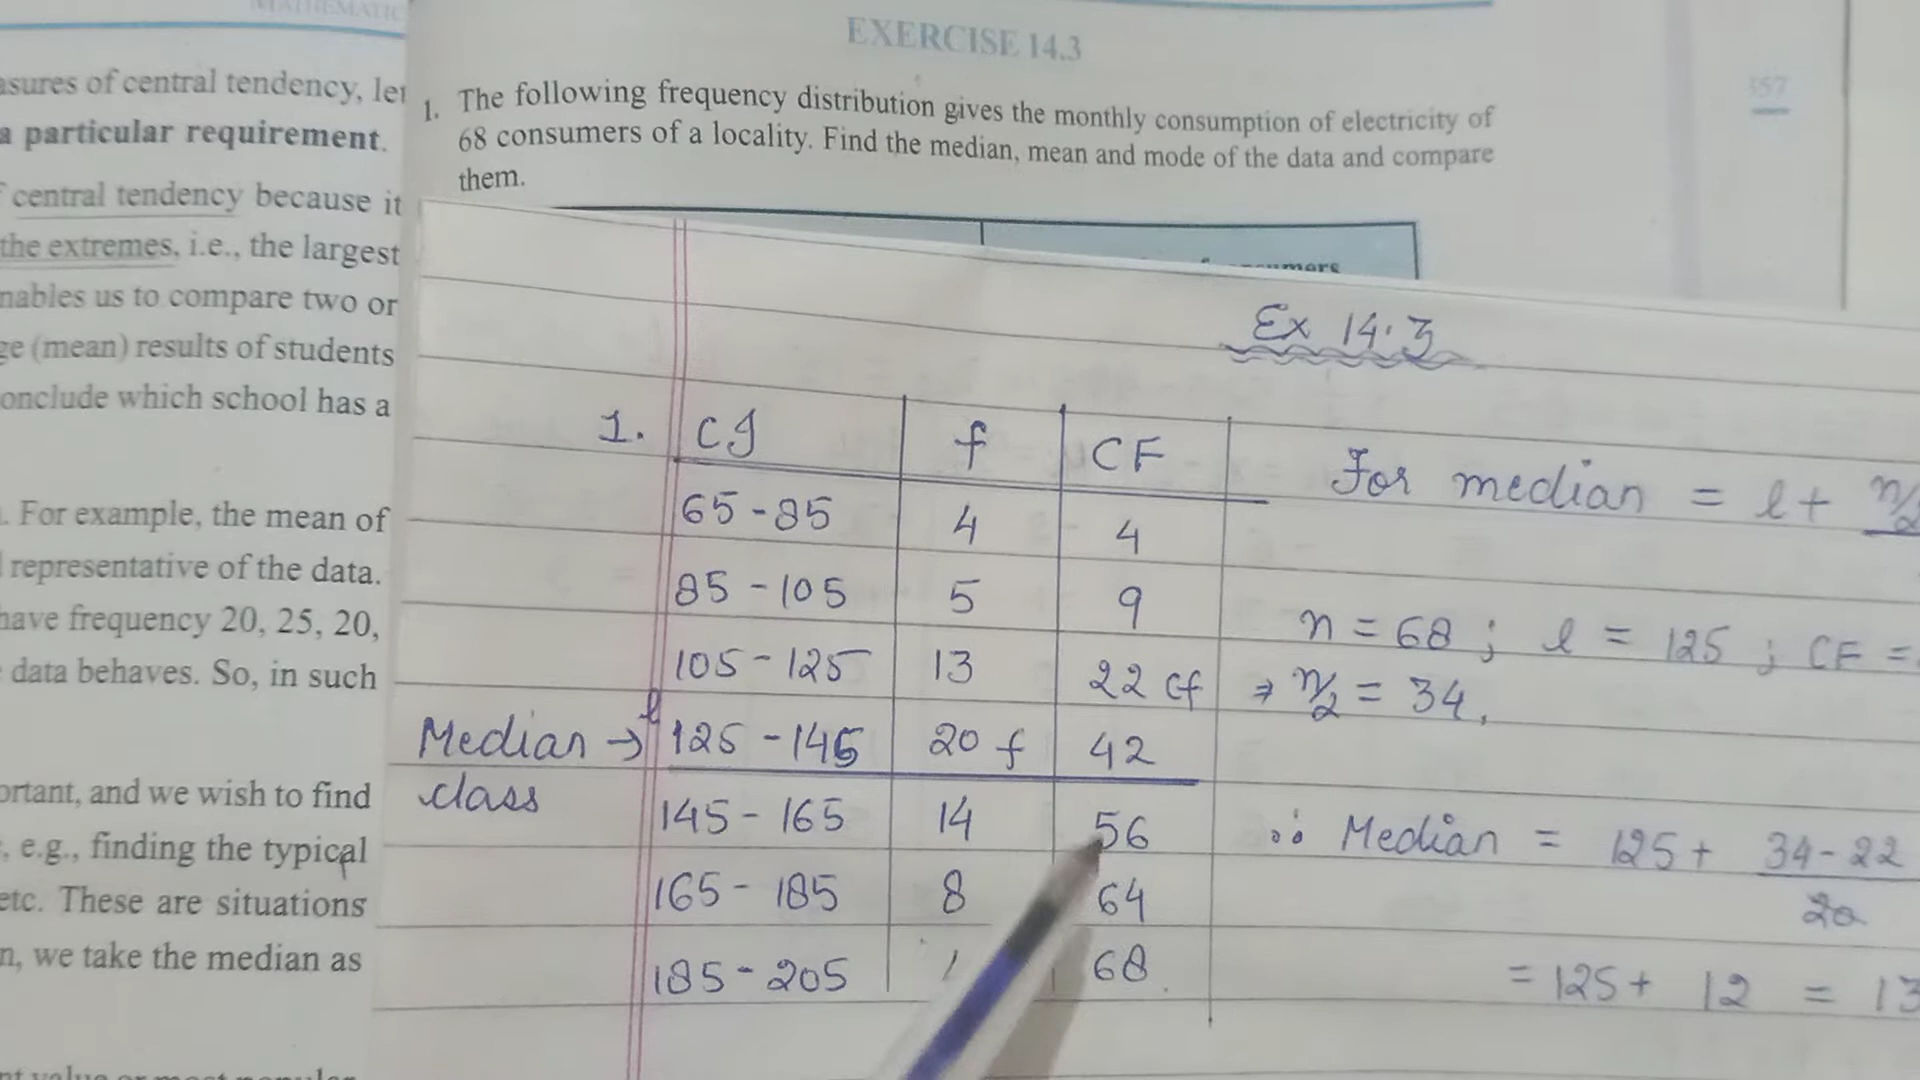 MATHEMATIC
asures of central tendency, let
a particular requirement.
central tendency because it
the extremes, i.e., the largest
nables us to compare two or
ge (mean) results of students
onclude which school has a
. For example, the mean of
representative of the data.
have frequency 20, 25, 20,
data behaves. So, in such
ortant, and we wish to find
, e.g., finding the typical
etc. These are situations
n, we take the median as
EXERCISE 14.3
357
1. The following frequency distribution gives the monthly consumption of electricity of
68 consumers of a locality. Find the median, mean and mode of the data and compare
them.
Ex 14.3
1. CI f CF
65-85 4 4
85-105 5 9
105-125 13 22 cf
Median → l 125-145 20 f 42
class
145-165 14 56
165-185 8 64
185-205 68
For median = l + n/2
n = 68 ; l = 125 ; CF =
⇒ n/2 = 34,
∴ Median = 125 + 34-22
20
= 125 + 12 = 13